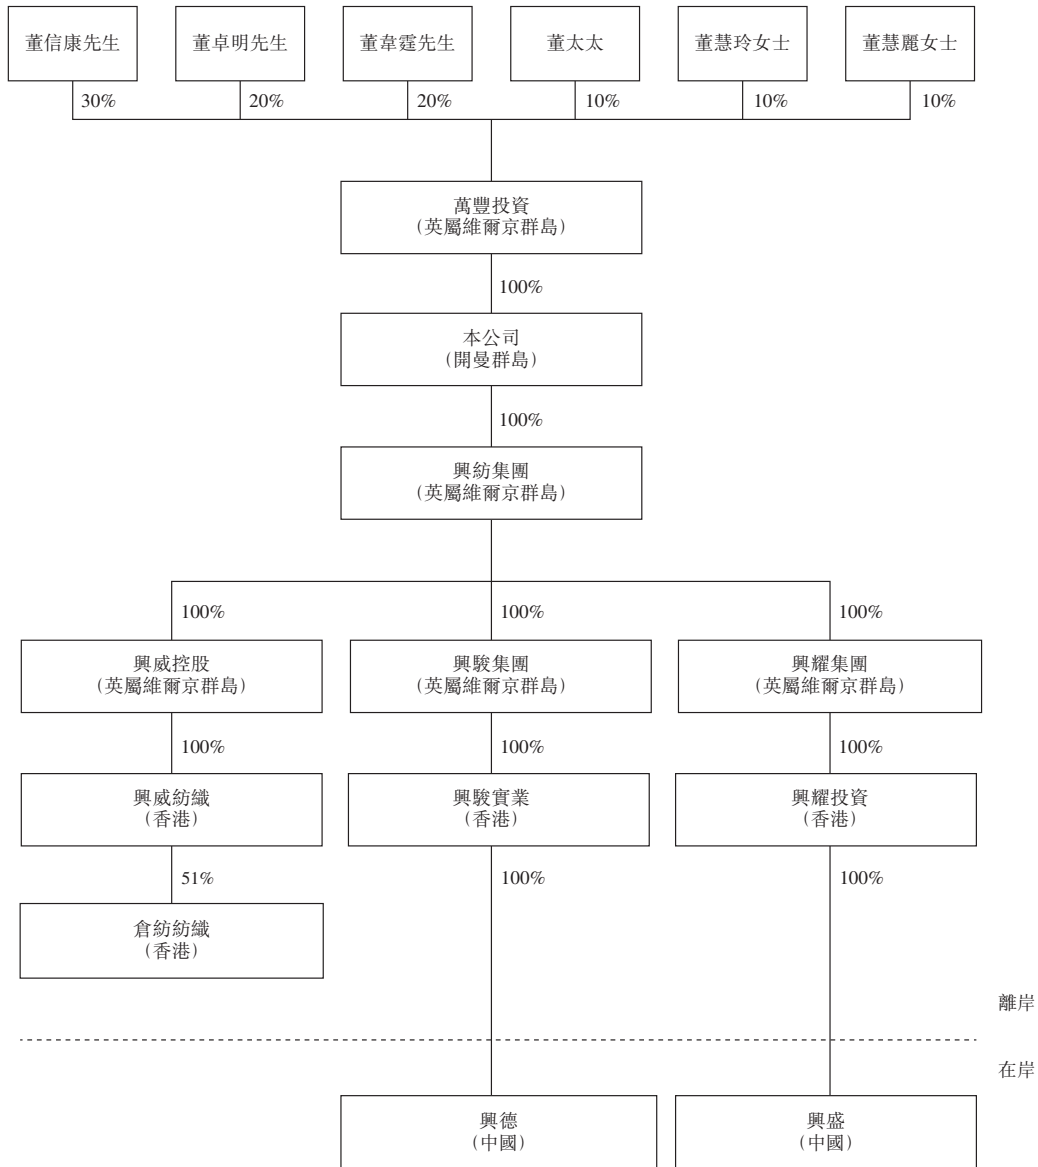 董信康先生
董卓明先生
董韋霆先生
董太太
董慧玲女士
董慧麗女士
30%
20%
20%
10%
10%
10%
萬豐投資
（英屬維爾京群島）
100%
本公司
（開曼群島）
100%
興紡集團
（英屬維爾京群島）
100%
100%
100%
興威控股
（英屬維爾京群島）
興駿集團
（英屬維爾京群島）
興耀集團
（英屬維爾京群島）
100%
100%
100%
興威紡織
（香港）
興駿實業
（香港）
興耀投資
（香港）
51%
100%
100%
倉紡紡織
（香港）
離岸
在岸
興德
（中國）
興盛
（中國）